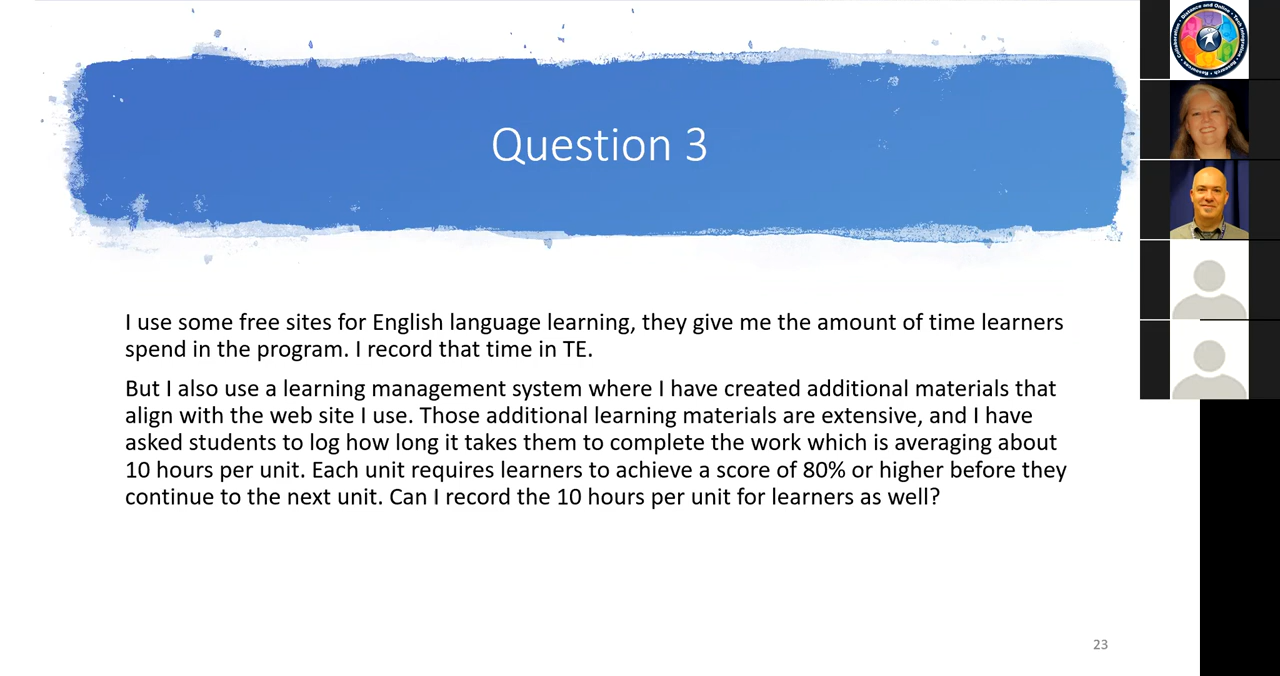 Question 3
I use some free sites for English language learning, they give me the amount of time learners
spend in the program. I record that time in TE.
But I also use a learning management system where I have created additional materials that
align with the web site I use. Those additional learning materials are extensive, and I have
asked students to log how long it takes them to complete the work which is averaging about
10 hours per unit. Each unit requires learners to achieve a score of 80% or higher before they
continue to the next unit. Can I record the 10 hours per unit for learners as well?
23